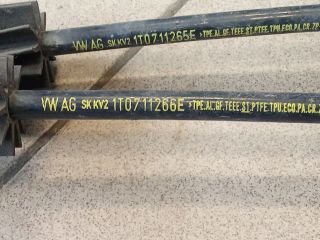 VW AG SK KV2 1T0711265E >TPE.AL.GF.TEEE.ST.PTFE.TPU.ECO.PA.CR.ZP
VW AG SK KV2 1T0711266E >TPE.AL.GF.TEEE.ST.PTFE.TPU.ECO.PA.CR.Z